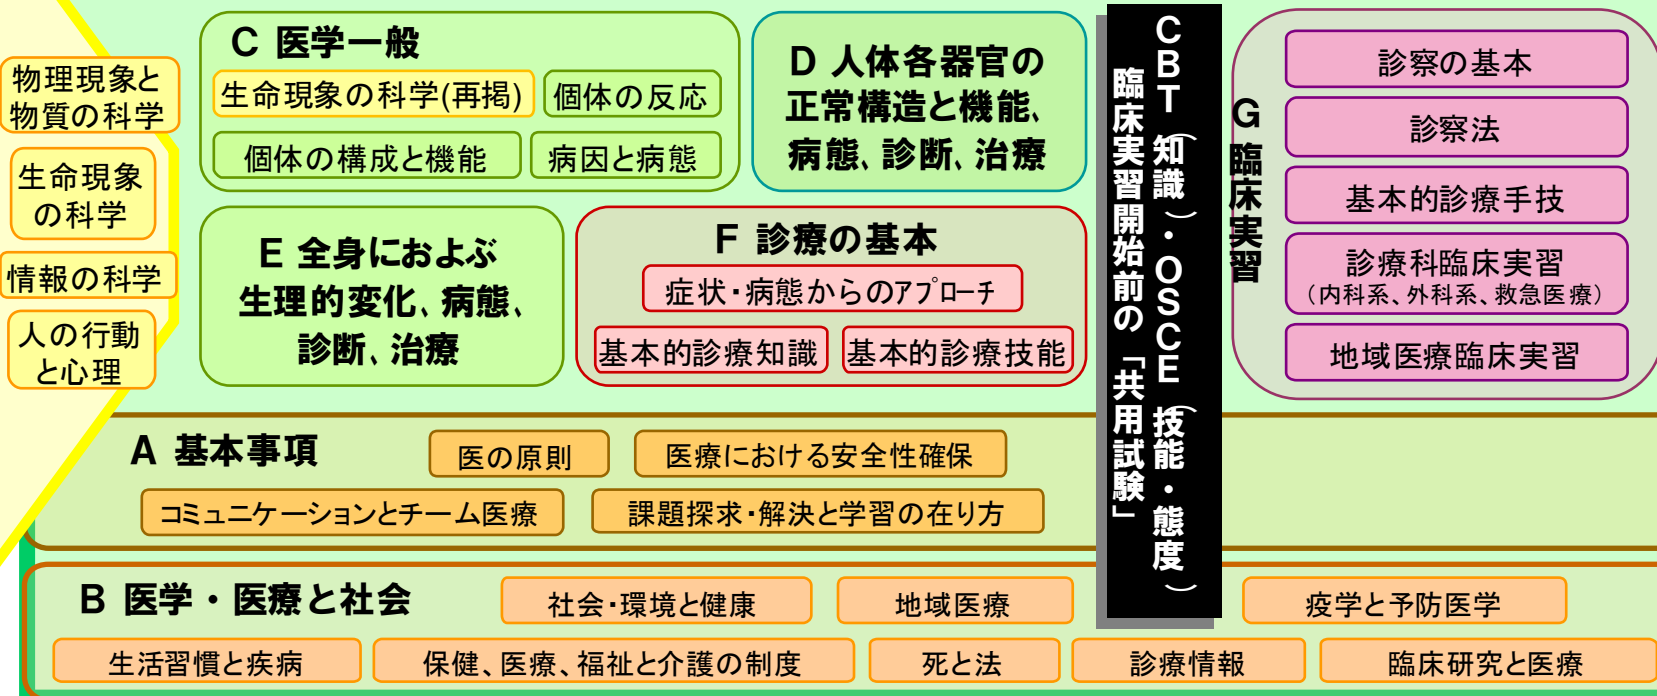 物理現象と
物質の科学
生命現象
の科学
情報の科学
人の行動
と心理
C 医学一般
生命現象の科学(再掲)
個体の反応
個体の構成と機能
病因と病態
D 人体各器官の
正常構造と機能、
病態、診断、治療
E 全身におよぶ
生理的変化、病態、
診断、治療
F 診療の基本
症状・病態からのアプローチ
基本的診療知識
基本的診療技能
CBT（知識）・OSCE（技能・態度）
臨床実習開始前の「共用試験」
G 臨床実習
診察の基本
診察法
基本的診療手技
診療科臨床実習
（内科系、外科系、救急医療）
地域医療臨床実習
A 基本事項
医の原則
医療における安全性確保
コミュニケーションとチーム医療
課題探求・解決と学習の在り方
B 医学・医療と社会
社会・環境と健康
地域医療
疫学と予防医学
生活習慣と疾病
保健、医療、福祉と介護の制度
死と法
診療情報
臨床研究と医療